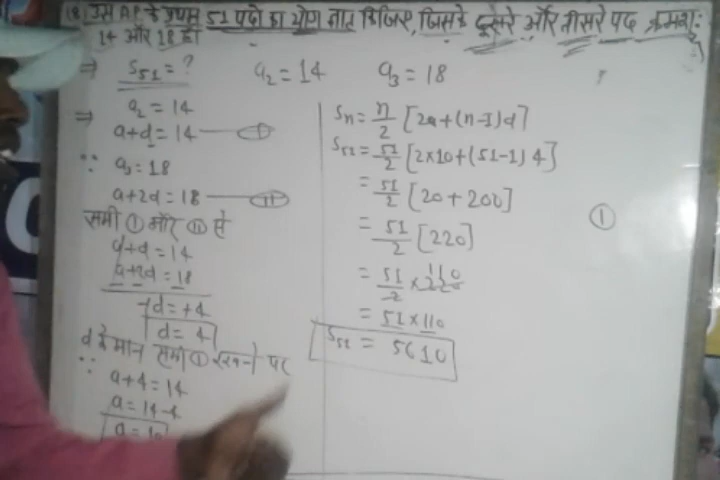 उस A.P. के प्रथम 51 पदों का योग ज्ञात किजिए, जिसके दूसरे और तीसरे पद क्रमश:
14 और 18 हो
⇒ S51 = ? a2 = 14 a3 = 18
⇒ a2 = 14
a+d = 14 — (i)
∵ a3 = 18
a+2d = 18 — (ii)
समी (i) और (ii) से
a+d = 14
a+2d = 18
-d = +4
d = 4
d के मान समी (i) रखने पर
∵ a+4 = 14
a = 14-4
a = 10
Sn = n/2 [2a+(n-1)d]
S51 = 51/2 [2×10+(51-1)4]
= 51/2 [20+200]
= 51/2 [220]
= 51/2 × 220 110
= 51×110
S51 = 5610
(1)